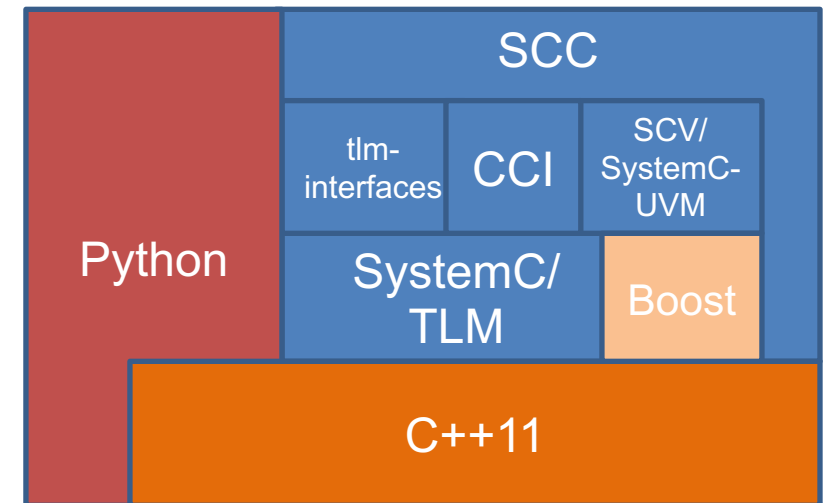 SCC
tlm-
interfaces
CCI
SCV/
SystemC-
UVM
Python
SystemC/
TLM
Boost
C++11